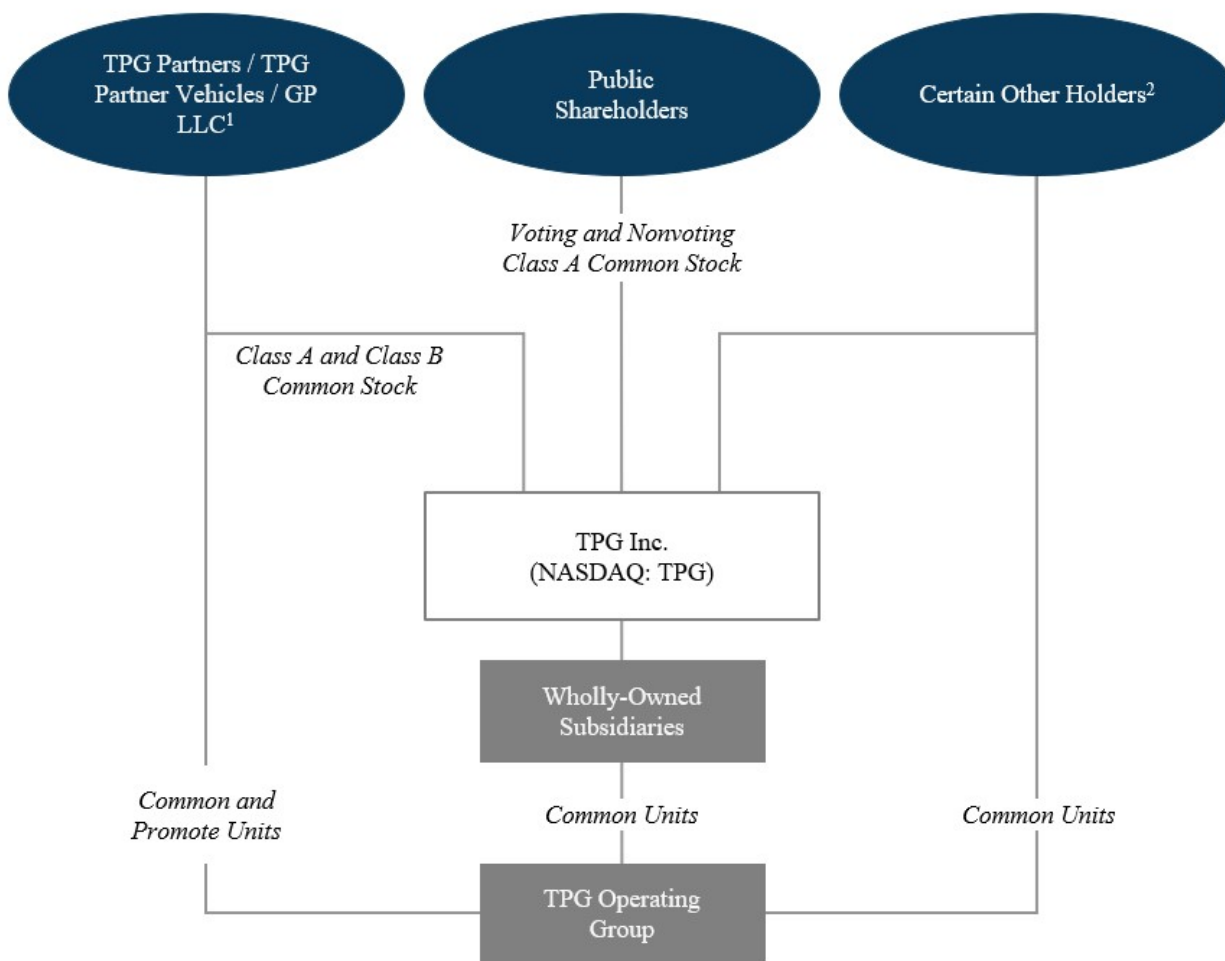 TPG Partners / TPG
Partner Vehicles / GP
LLC1
Public
Shareholders
Certain Other Holders2
Voting and Nonvoting
Class A Common Stock
Class A and Class B
Common Stock
TPG Inc.
(NASDAQ: TPG)
Wholly-Owned
Subsidiaries
Common and
Promote Units
Common Units
Common Units
TPG Operating
Group